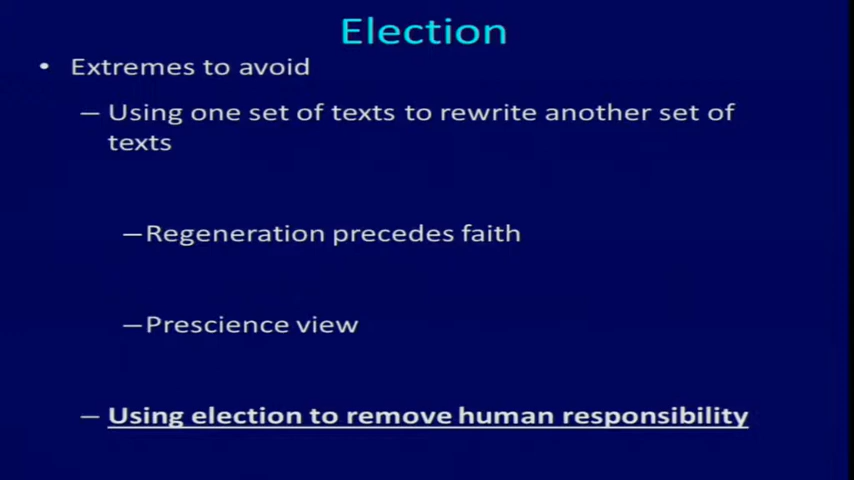 Election
• Extremes to avoid
– Using one set of texts to rewrite another set of
texts
–Regeneration precedes faith
–Prescience view
– Using election to remove human responsibility